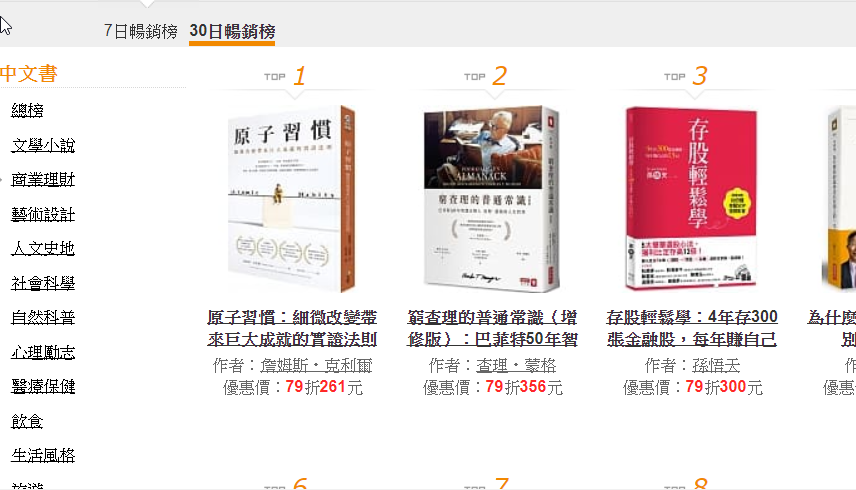 7日暢銷榜 30日暢銷榜
中文書
總榜
文學小說
商業理財
藝術設計
人文史地
社會科學
自然科普
心理勵志
醫療保健
飲食
生活風格
TOP 1
原子習慣
Atomic Habits
原子習慣：細微改變帶
來巨大成就的實證法則
作者：詹姆斯‧克利爾
優惠價：79折261元
TOP 2
ALMANACK
窮查理的普通常識
窮查理的普通常識（增
修版）：巴菲特50年智
作者：查理‧蒙格
優惠價：79折356元
TOP 3
存股輕鬆學
孫悟天
存股輕鬆學：4年存300
張金融股，每年賺自己
作者：孫悟天
優惠價：79折300元
為什麼
別
作者
優惠
TOP 6
TOP 7
TOP 8